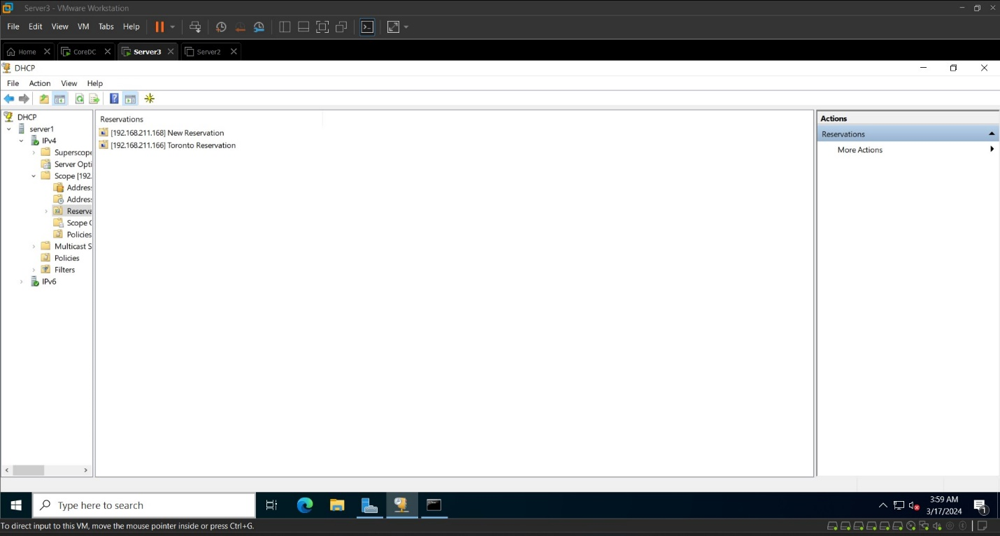 Server3 - VMware Workstation
File Edit View VM Tabs Help
Home CoreDC Server3 Server2
DHCP
File Action View Help
DHCP
server1
IPv4
Superscope
Server Opti
Scope [192.
Addres
Addres
Reserva
Scope
Policies
Multicast S
Policies
Filters
IPv6
Reservations
[192.168.211.168] New Reservation
[192.168.211.166] Toronto Reservation
Actions
Reservations
More Actions
Type here to search
3:59 AM
3/17/2024
1
To direct input to this VM, move the mouse pointer inside or press Ctrl+G.